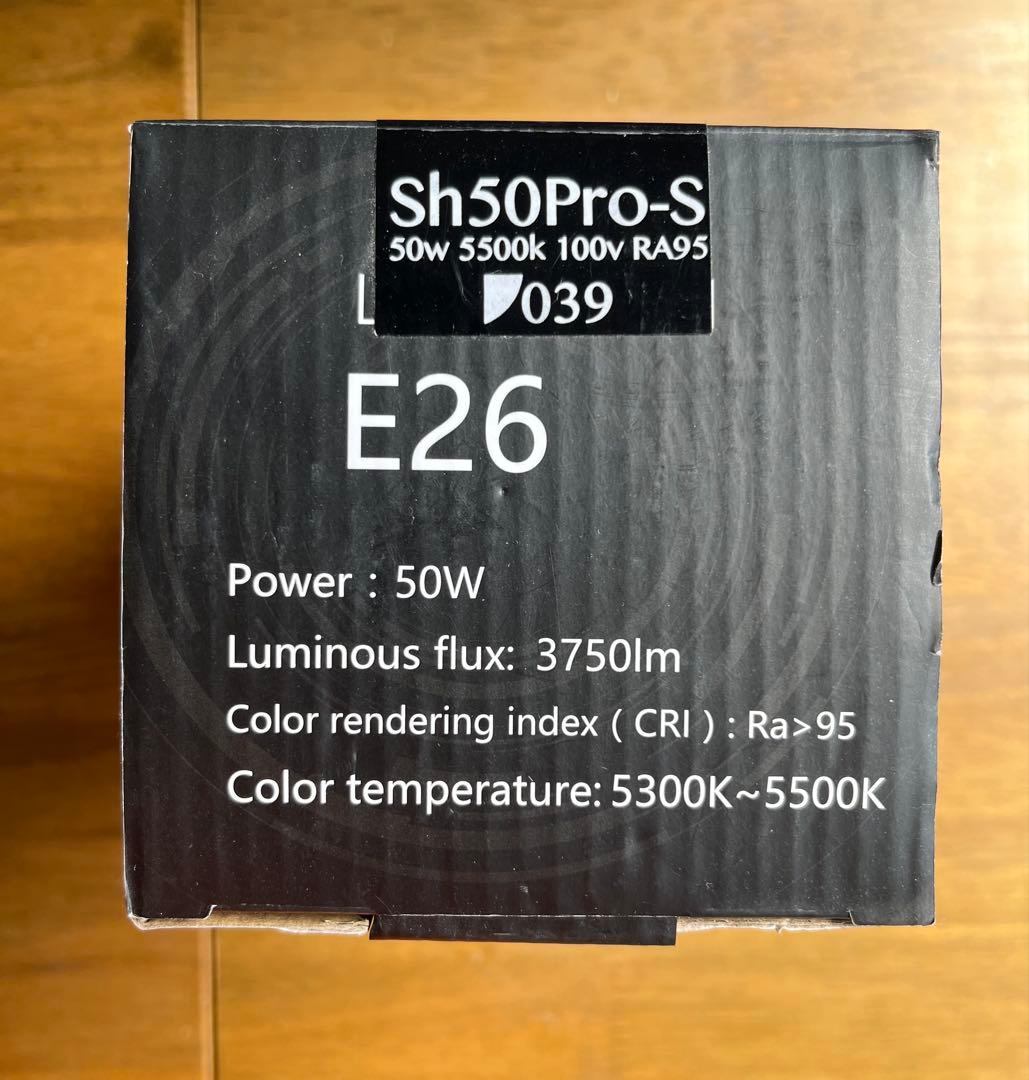 Sh50Pro-S
50w 5500k 100v RA95
039
E26
Power : 50W
Luminous flux: 3750lm
Color rendering index ( CRI ) : Ra>95
Color temperature: 5300K~5500K